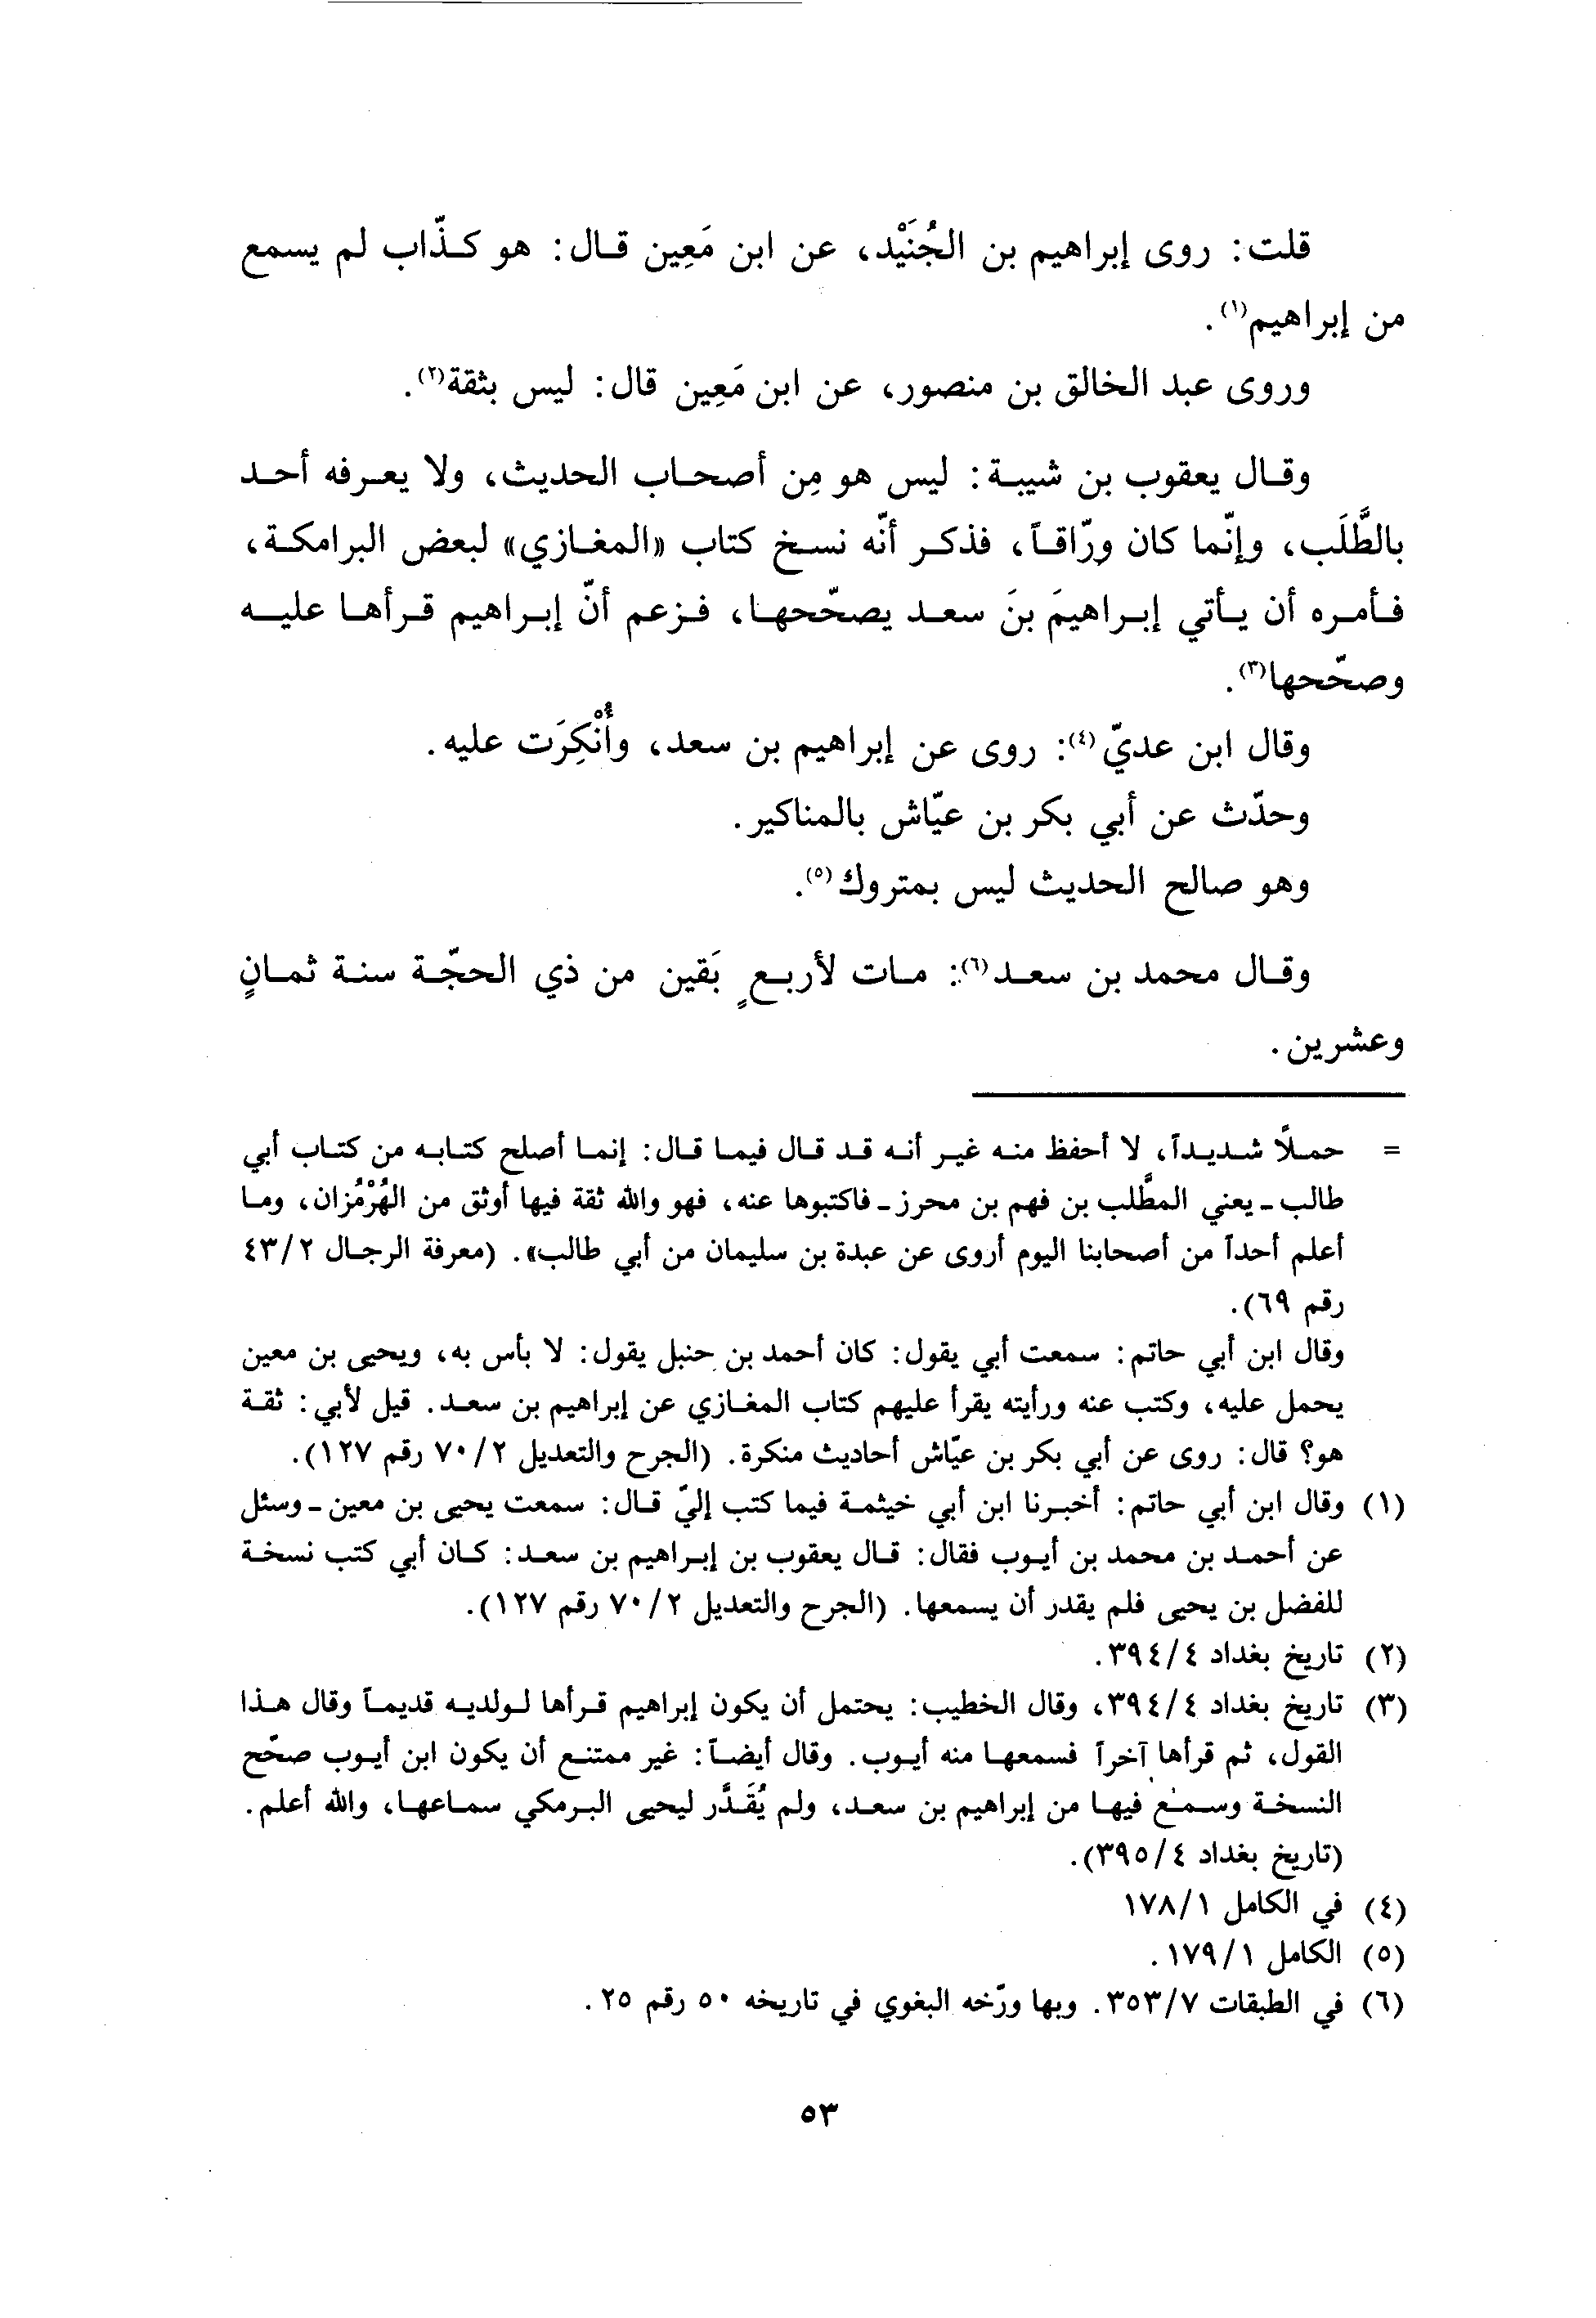 قلت: روى إبراهيم بن الجُنَيْد، عن ابن مَعِين قال: هو كذّاب لم يسمع
من إبراهيم(١).
وروى عبد الخالق بن منصور، عن ابن مَعِين قال: ليس بثقة(٢).
وقال يعقوب بن شيبة: ليس هو مِن أصحاب الحديث، ولا يعرفه أحد
بالطَّلَب، وإنّما كان ورّاقاً، فذكر أنّه نسخ كتاب «المغازي» لبعض البرامكة،
فأمره أن يأتي إبراهيمَ بنَ سعد يصحّحها، فزعم أنّ إبراهيم قرأها عليه
وصحّحها(٣).
وقال ابن عديّ(٤): روى عن إبراهيم بن سعد، وأُنْكِرَت عليه.
وحدّث عن أبي بكر بن عيّاش بالمناكير.
وهو صالح الحديث ليس بمتروك(٥).
وقال محمد بن سعد(٦): مات لأربعٍ بَقين من ذي الحجّة سنة ثمانٍ
وعشرين.
= حملًا شديداً، لا أحفظ منه غير أنه قد قال فيما قال: إنما أصلح كتابه من كتاب أبي
طالب ـ يعني المطَّلب بن فهم بن محرز ـ فاكتبوها عنه، فهو والله ثقة فيها أوثق من الهُرْمُزان، وما
أعلم أحداً من أصحابنا اليوم أروى عن عبدة بن سليمان من أبي طالب». (معرفة الرجال ٤٣/٢
رقم ٦٩).
وقال ابن أبي حاتم: سمعت أبي يقول: كان أحمد بن حنبل يقول: لا بأس به، ويحيى بن معين
يحمل عليه، وكتب عنه ورأيته يقرأ عليهم كتاب المغازي عن إبراهيم بن سعد. قيل لأبي: ثقة
هو؟ قال: روى عن أبي بكر بن عيّاش أحاديث منكرة. (الجرح والتعديل ٧٠/٢ رقم ١٢٧).
(١) وقال ابن أبي حاتم: أخبرنا ابن أبي خيثمة فيما كتب إليّ قال: سمعت يحيى بن معين ـ وسئل
عن أحمد بن محمد بن أيوب فقال: قال يعقوب بن إبراهيم بن سعد: كان أبي كتب نسخة
للفضل بن يحيى فلم يقدر أن يسمعها. (الجرح والتعديل ٧٠/٢ رقم ١٢٧).
(٢) تاريخ بغداد ٣٩٤/٤.
(٣) تاريخ بغداد ٣٩٤/٤، وقال الخطيب: يحتمل أن يكون إبراهيم قرأها لولديه قديماً وقال هذا
القول، ثم قرأها آخراً فسمعها منه أيوب. وقال أيضاً: غير ممتنع أن يكون ابن أيوب صحّح
النسخة وسمع فيها من إبراهيم بن سعد، ولم يُقَدَّر ليحيى البرمكي سماعها، والله أعلم.
(تاريخ بغداد ٣٩٥/٤).
(٤) في الكامل ١٧٨/١
(٥) الكامل ١٧٩/١.
(٦) في الطبقات ٣٥٣/٧. وبها ورّخه البغوي في تاريخه ٥٠ رقم ٢٥.
٥٣